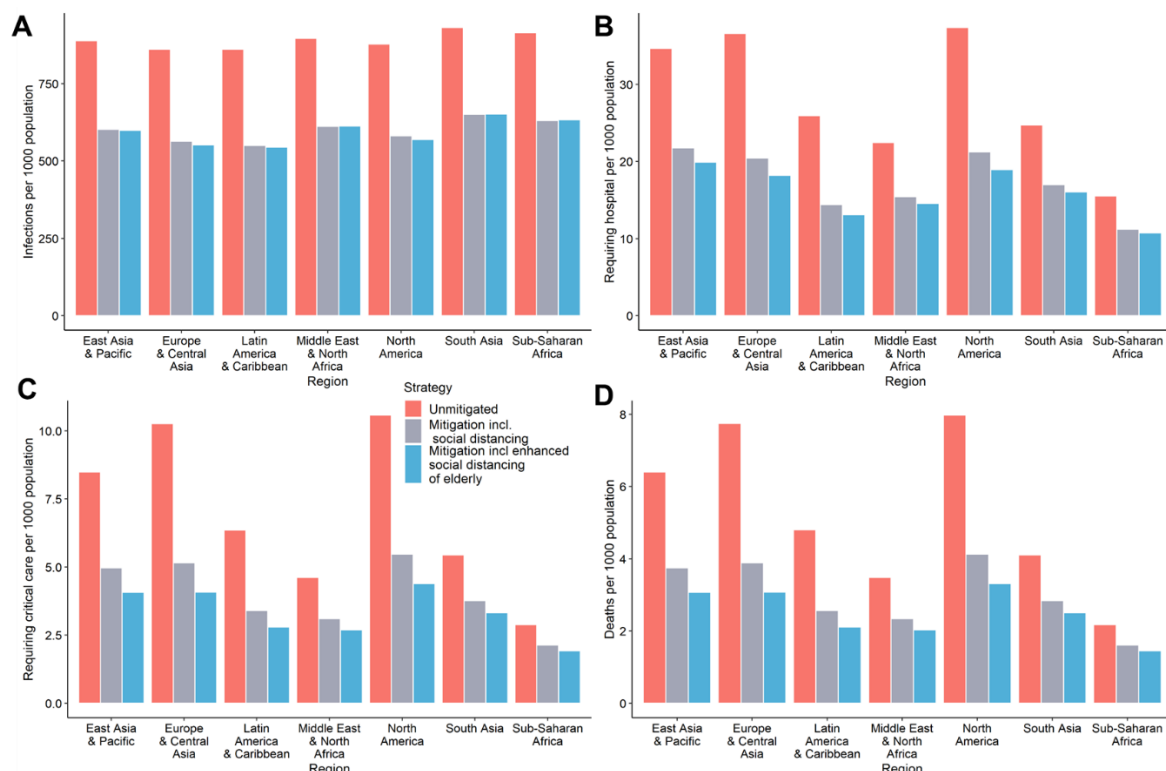 A
Infections per 1000 population
750
500
250
0
East Asia
& Pacific
Europe
& Central
Asia
Latin
America
& Caribbean
Middle East
& North
Africa
North
America
South Asia
Sub-Saharan
Africa
Region
B
Requiring hospital per 1000 population
30
20
10
0
East Asia
& Pacific
Europe
& Central
Asia
Latin
America
& Caribbean
Middle East
& North
Africa
North
America
South Asia
Sub-Saharan
Africa
Region
C
Requiring critical care per 1000 population
10.0
7.5
5.0
2.5
0.0
Strategy
Unmitigated
Mitigation incl.
social distancing
Mitigation incl enhanced
social distancing
of elderly
East Asia
& Pacific
Europe
& Central
Asia
Latin
America
& Caribbean
Middle East
& North
Africa
North
America
South Asia
Sub-Saharan
Africa
Region
D
Deaths per 1000 population
8
6
4
2
0
East Asia
& Pacific
Europe
& Central
Asia
Latin
America
& Caribbean
Middle East
& North
Africa
North
America
South Asia
Sub-Saharan
Africa
Region